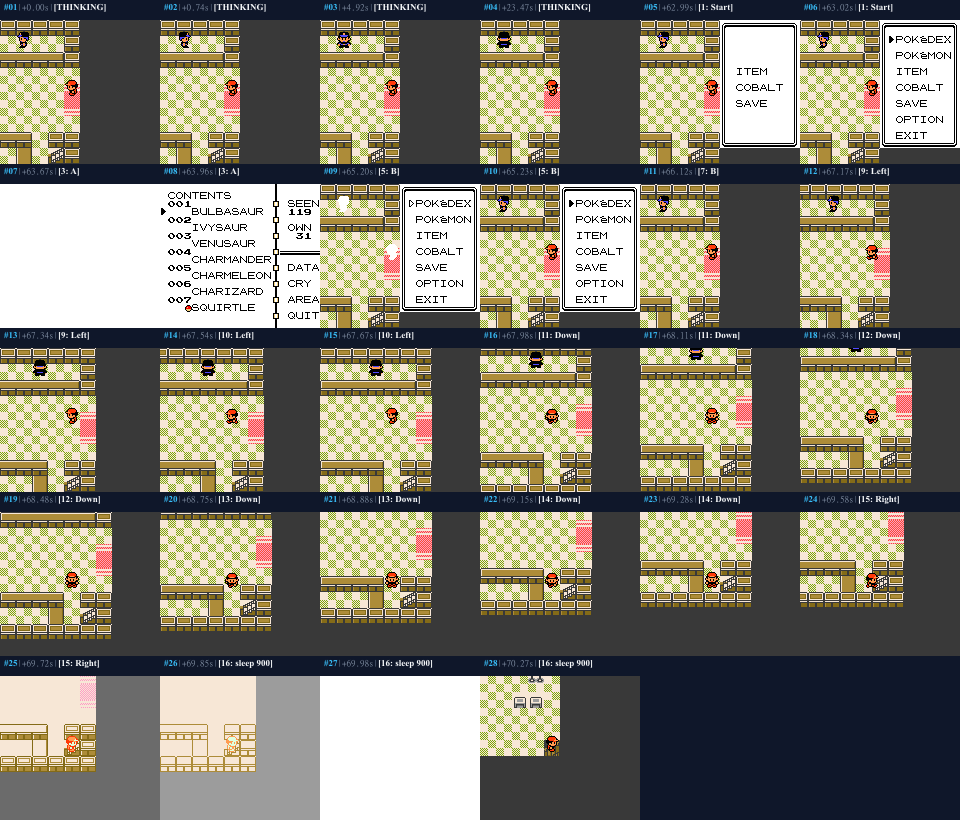 #01|+0.00s|[THINKING]
#02|+0.74s|[THINKING]
#03|+4.92s|[THINKING]
#04|+23.47s|[THINKING]
#05|+62.99s|[1: Start]
#06|+63.02s|[1: Start]
ITEM
COBALT
SAVE
▶POKéDEX
POKéMON
ITEM
COBALT
SAVE
OPTION
EXIT
#07|+63.67s|[3: A]
#08|+63.96s|[3: A]
#09|+65.20s|[5: B]
#10|+65.23s|[5: B]
#11|+66.12s|[7: B]
#12|+67.17s|[9: Left]
CONTENTS
001
▶BULBASAUR
002
IVYSAUR
003
VENUSAUR
004
CHARMANDER
005
CHARMELEON
006
CHARIZARD
007
SQUIRTLE
SEEN
119
OWN
31
DATA
CRY
AREA
QUIT
▷POKéDEX
POKéMON
ITEM
COBALT
SAVE
OPTION
EXIT
▶POKéDEX
POKéMON
ITEM
COBALT
SAVE
OPTION
EXIT
#13|+67.34s|[9: Left]
#14|+67.54s|[10: Left]
#15|+67.67s|[10: Left]
#16|+67.98s|[11: Down]
#17|+68.11s|[11: Down]
#18|+68.34s|[12: Down]
#19|+68.48s|[12: Down]
#20|+68.75s|[13: Down]
#21|+68.88s|[13: Down]
#22|+69.15s|[14: Down]
#23|+69.28s|[14: Down]
#24|+69.58s|[15: Right]
#25|+69.72s|[15: Right]
#26|+69.85s|[16: sleep 900]
#27|+69.98s|[16: sleep 900]
#28|+70.27s|[16: sleep 900]